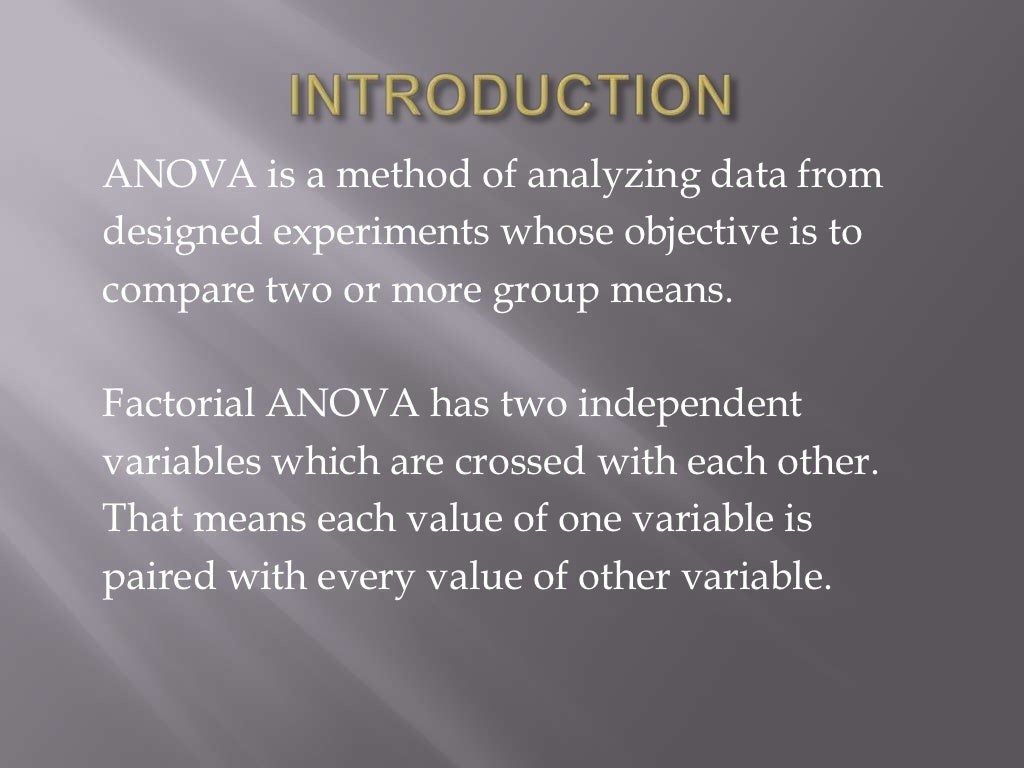 INTRODUCTION
ANOVA is a method of analyzing data from
designed experiments whose objective is to
compare two or more group means.
Factorial ANOVA has two independent
variables which are crossed with each other.
That means each value of one variable is
paired with every value of other variable.